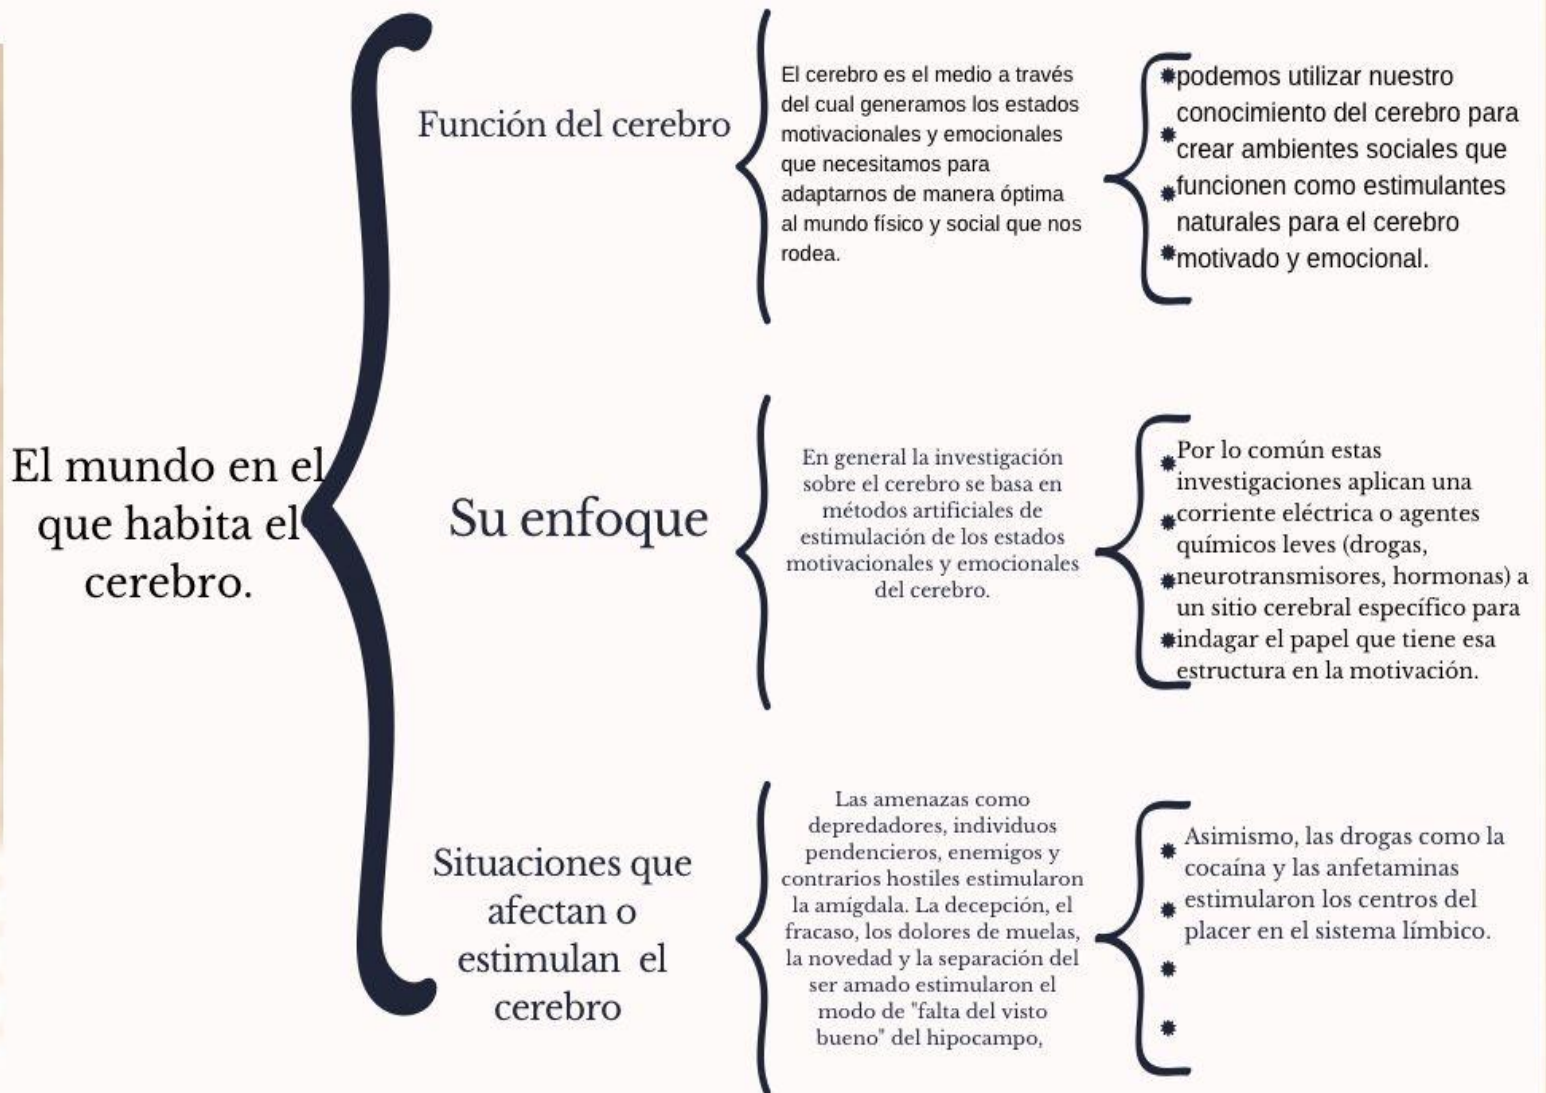 El mundo en el
que habita el
cerebro.
Función del cerebro
El cerebro es el medio a través
del cual generamos los estados
motivacionales y emocionales
que necesitamos para
adaptarnos de manera óptima
al mundo físico y social que nos
rodea.
podemos utilizar nuestro
conocimiento del cerebro para
crear ambientes sociales que
funcionen como estimulantes
naturales para el cerebro
motivado y emocional.
Su enfoque
En general la investigación
sobre el cerebro se basa en
métodos artificiales de
estimulación de los estados
motivacionales y emocionales
del cerebro.
Por lo común estas
investigaciones aplican una
corriente eléctrica o agentes
químicos leves (drogas,
neurotransmisores, hormonas) a
un sitio cerebral específico para
indagar el papel que tiene esa
estructura en la motivación.
Situaciones que
afectan o
estimulan el
cerebro
Las amenazas como
depredadores, individuos
pendencieros, enemigos y
contrarios hostiles estimularon
la amígdala. La decepción, el
fracaso, los dolores de muelas,
la novedad y la separación del
ser amado estimularon el
modo de "falta del visto
bueno" del hipocampo,
Asimismo, las drogas como la
cocaína y las anfetaminas
estimularon los centros del
placer en el sistema límbico.